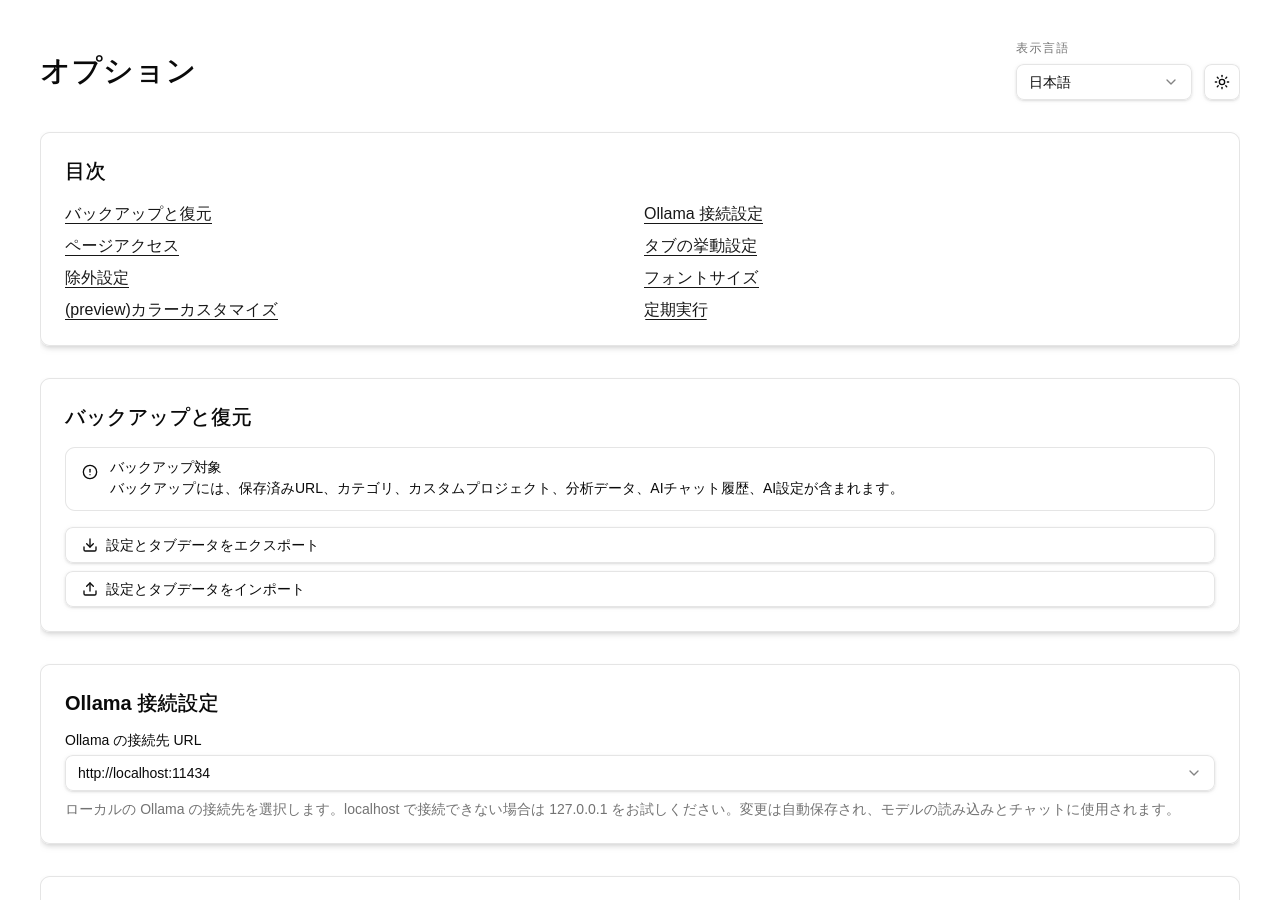 オプション
表示言語
日本語
目次
バックアップと復元
Ollama 接続設定
ページアクセス
タブの挙動設定
除外設定
フォントサイズ
(preview)カラーカスタマイズ
定期実行
バックアップと復元
バックアップ対象
バックアップには、保存済みURL、カテゴリ、カスタムプロジェクト、分析データ、AIチャット履歴、AI設定が含まれます。
設定とタブデータをエクスポート
設定とタブデータをインポート
Ollama 接続設定
Ollama の接続先 URL
http://localhost:11434
ローカルの Ollama の接続先を選択します。localhost で接続できない場合は 127.0.0.1 をお試しください。変更は自動保存され、モデルの読み込みとチャットに使用されます。